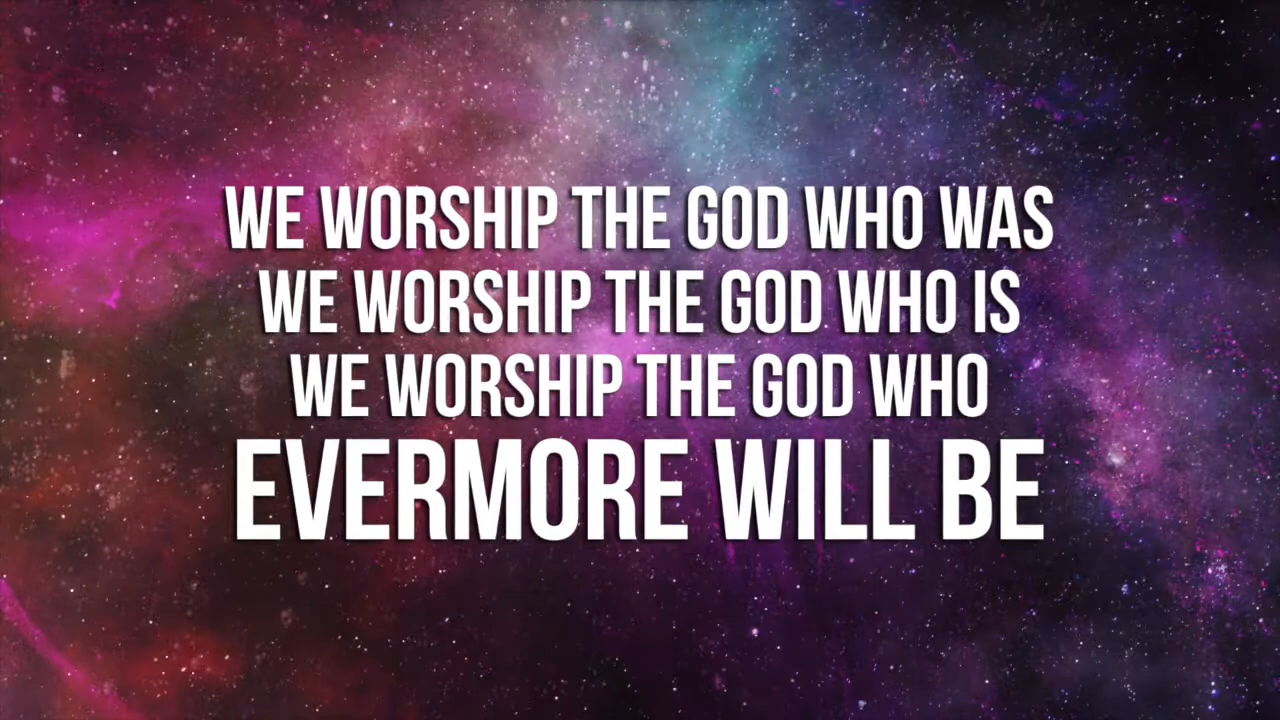 WE WORSHIP THE GOD WHO WAS
WE WORSHIP THE GOD WHO IS
WE WORSHIP THE GOD WHO
EVERMORE WILL BE